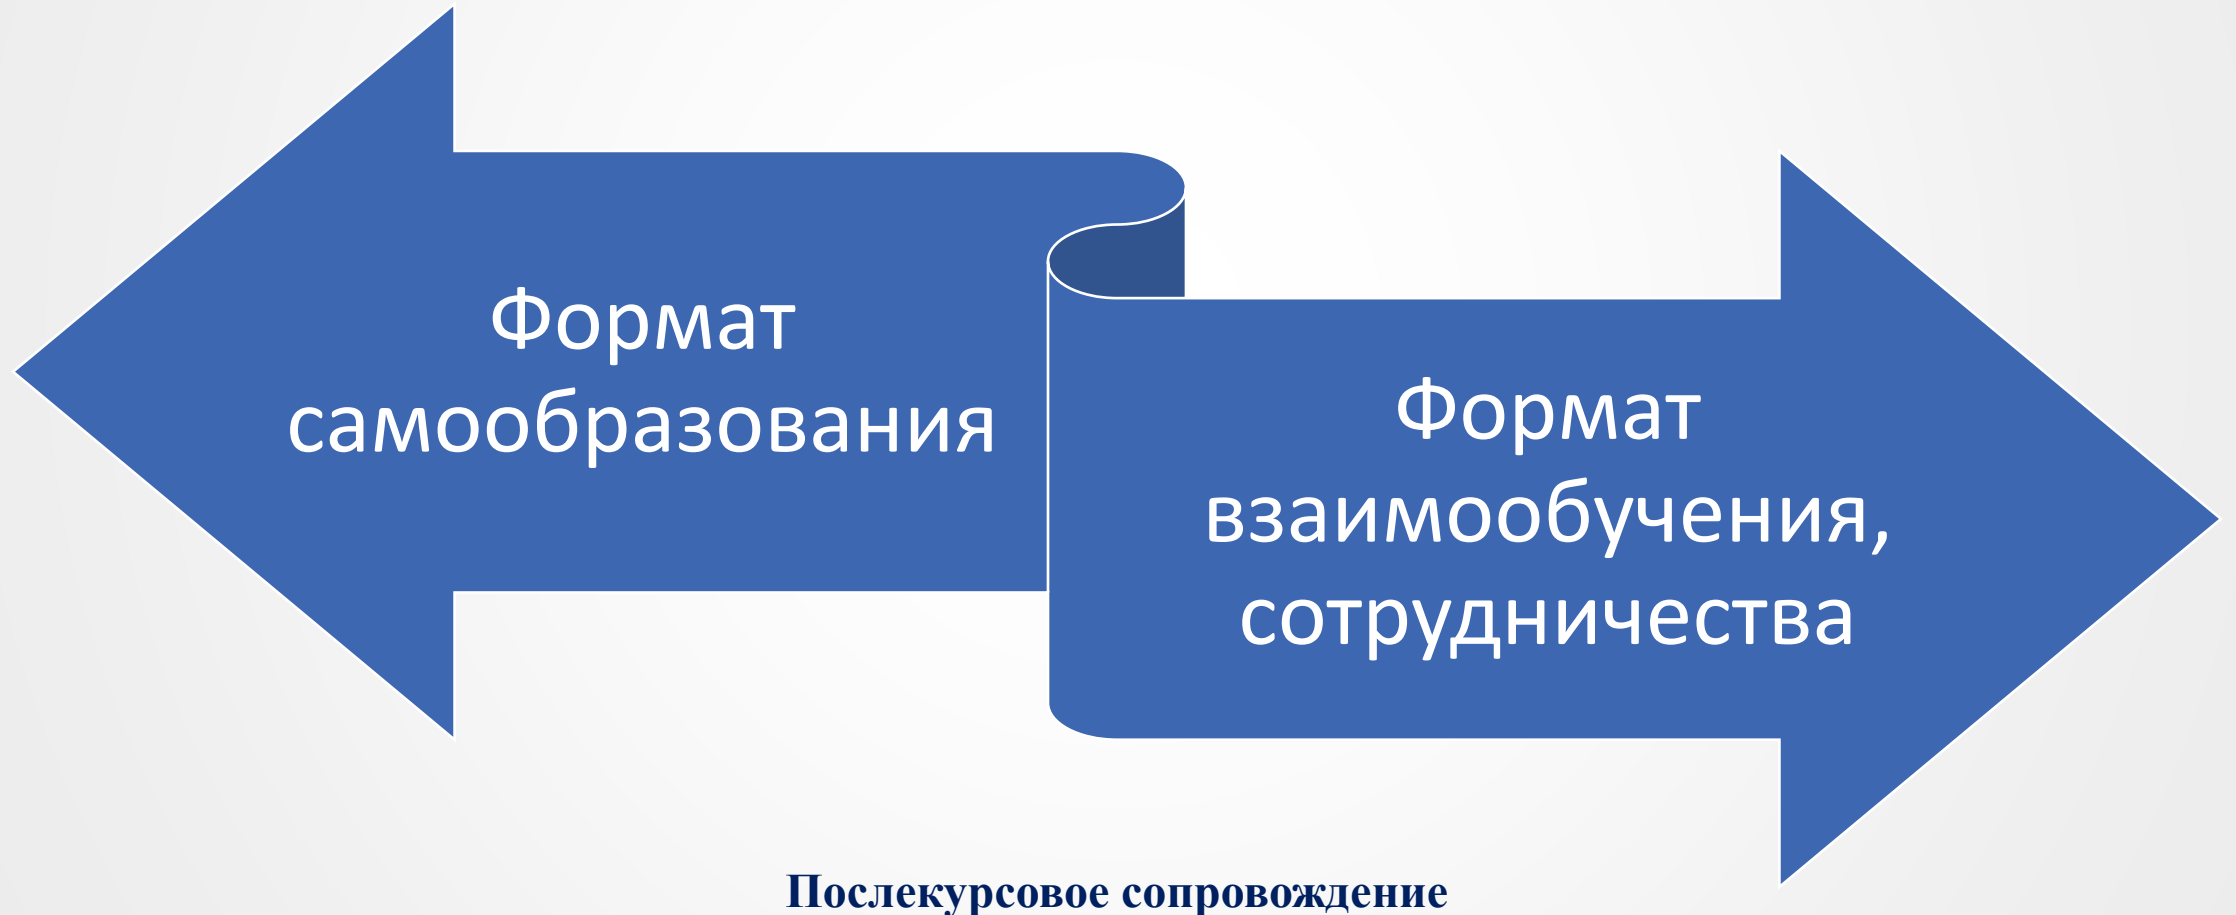 Формат
самообразования
Формат
взаимообучения,
сотрудничества
Послекурсовое сопровождение